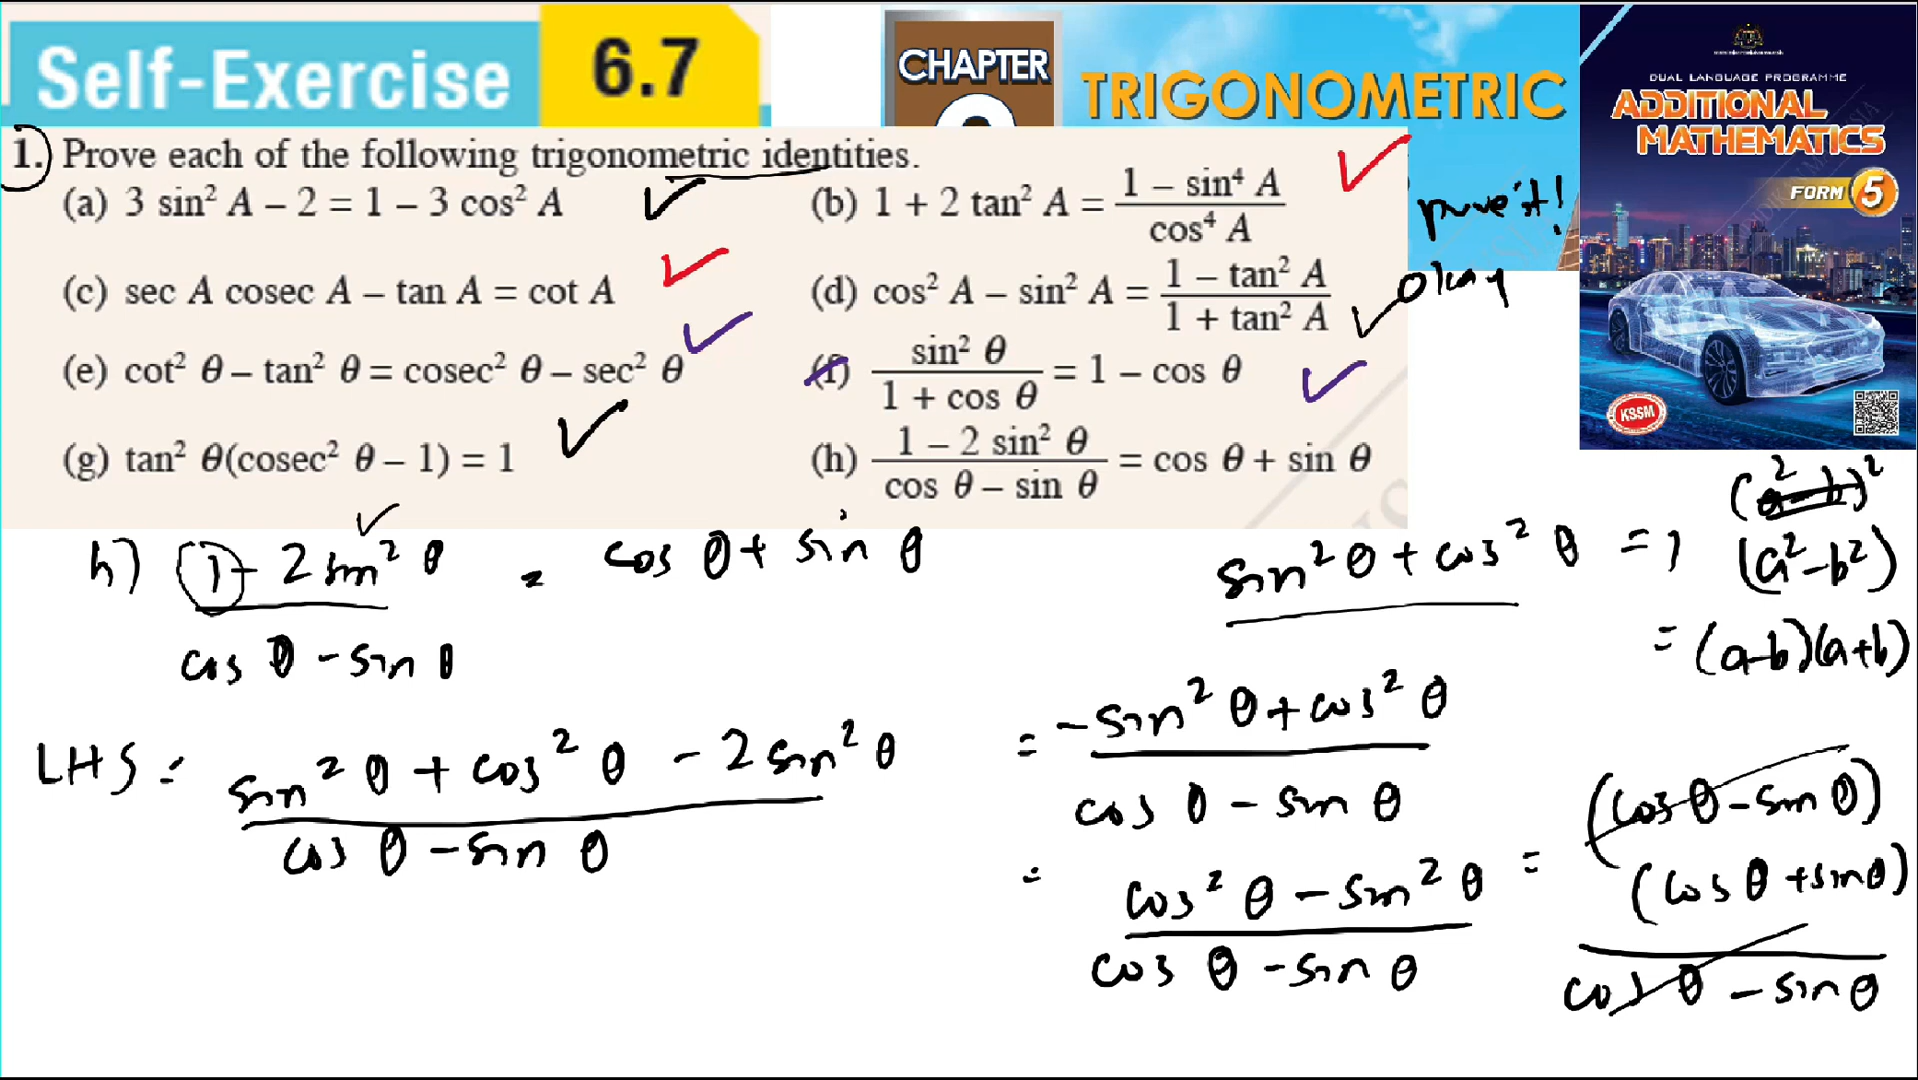 Self-Exercise 6.7
CHAPTER
TRIGONOMETRIC
DUAL LANGUAGE PROGRAMME
ADDITIONAL
MATHEMATICS
FORM 5
KSSM
1. Prove each of the following trigonometric identities.
(a) 3 sin² A – 2 = 1 – 3 cos² A
(b) 1 + 2 tan² A = (1 – sin⁴ A)/(cos⁴ A)
prove it!
(c) sec A cosec A – tan A = cot A
(d) cos² A – sin² A = (1 – tan² A)/(1 + tan² A)
okay
(e) cot² θ – tan² θ = cosec² θ – sec² θ
(f) (sin² θ)/(1 + cos θ) = 1 – cos θ
(g) tan² θ(cosec² θ – 1) = 1
(h) (1 – 2 sin² θ)/(cos θ – sin θ) = cos θ + sin θ
h) (1 - 2 sin² θ)/(cos θ - sin θ) = cos θ + sin θ
sin² θ + cos² θ = 1
(a² - b)²
(a² - b²)
= (a-b)(a+b)
LHS = (sin² θ + cos² θ - 2 sin² θ)/(cos θ - sin θ)
= (-sin² θ + cos² θ)/(cos θ - sin θ)
= (cos² θ - sin² θ)/(cos θ - sin θ)
= (cos θ - sin θ)
(cos θ + sin θ)
cos θ - sin θ